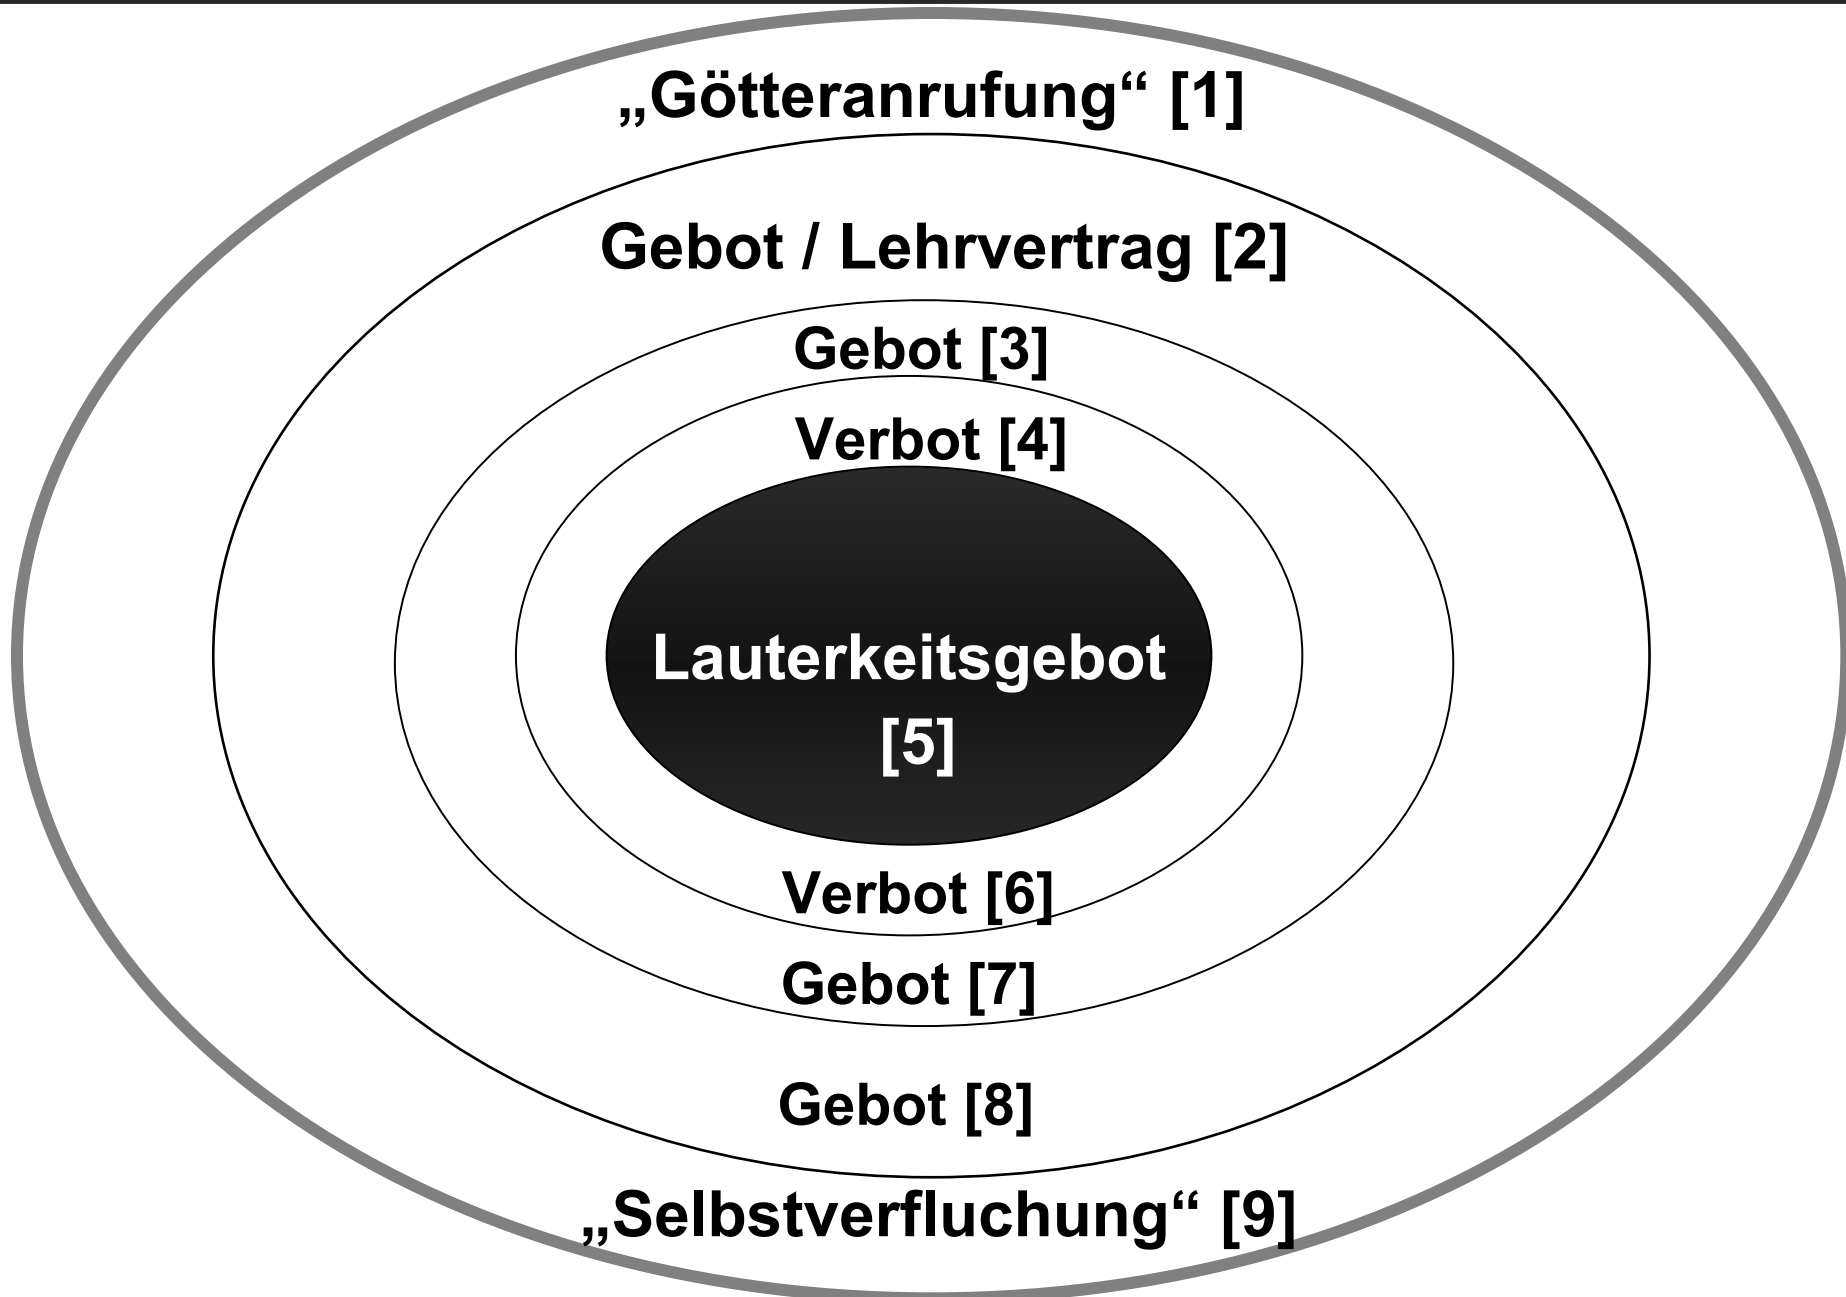 „Götteranrufung“ [1]
Gebot / Lehrvertrag [2]
Gebot [3]
Verbot [4]
Lauterkeitsgebot
[5]
Verbot [6]
Gebot [7]
Gebot [8]
„Selbstverfluchung“ [9]